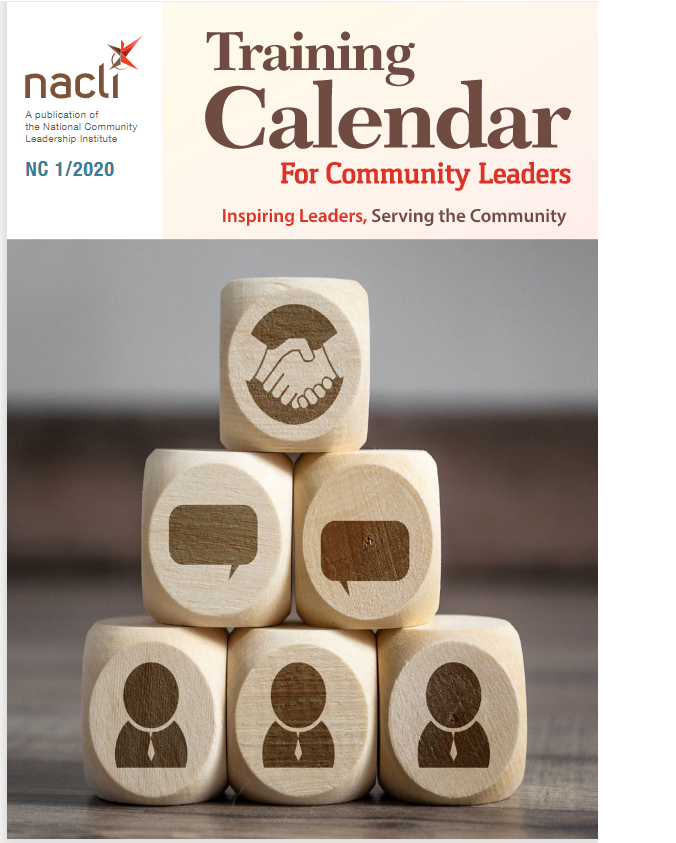 nacli
A publication of
the National Community
Leadership Institute
NC 1/2020
Training
Calendar
For Community Leaders
Inspiring Leaders, Serving the Community